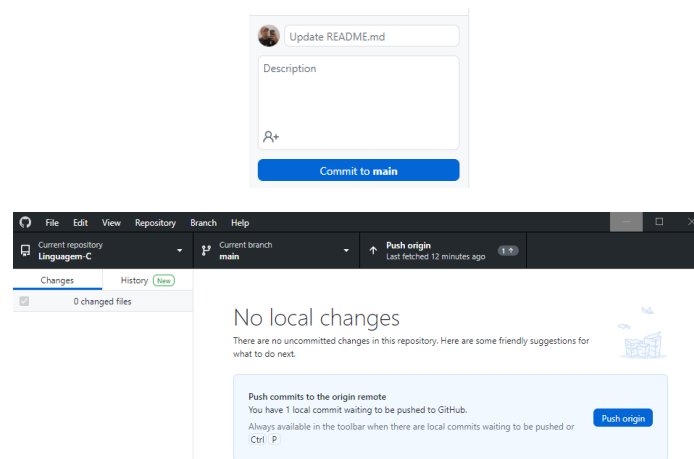 Update README.md
Description
Commit to main
File Edit View Repository Branch Help
Current repository
Linguagem-C
Current branch
main
Push origin
Last fetched 12 minutes ago
1
Changes
History New
0 changed files
No local changes
There are no uncommitted changes in this repository. Here are some friendly suggestions for
what to do next.
Push commits to the origin remote
You have 1 local commit waiting to be pushed to GitHub.
Always available in the toolbar when there are local commits waiting to be pushed or
Ctrl P
Push origin